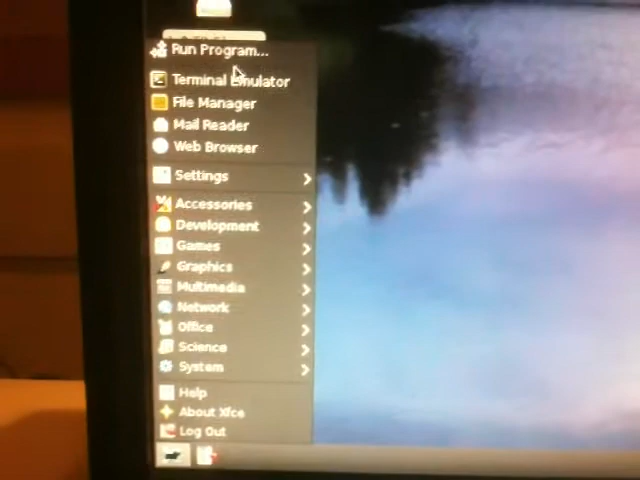 Run Program...
Terminal Emulator
File Manager
Mail Reader
Web Browser
Settings
Accessories
Development
Games
Graphics
Multimedia
Network
Office
Science
System
Help
About Xfce
Log Out